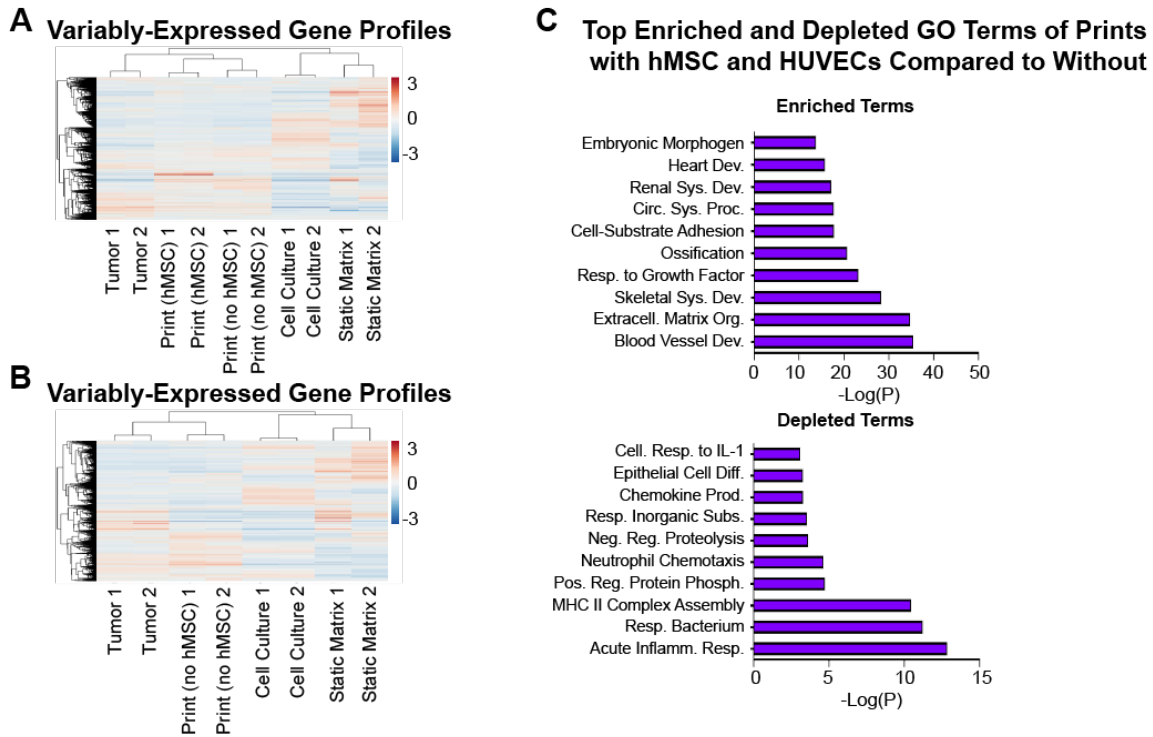 A
Variably-Expressed Gene Profiles
3
0
-3
Tumor 1
Tumor 2
Print (hMSC) 1
Print (hMSC) 2
Print (no hMSC) 1
Print (no hMSC) 2
Cell Culture 1
Cell Culture 2
Static Matrix 1
Static Matrix 2
B
Variably-Expressed Gene Profiles
3
0
-3
Tumor 1
Tumor 2
Print (no hMSC) 1
Print (no hMSC) 2
Cell Culture 1
Cell Culture 2
Static Matrix 1
Static Matrix 2
C
Top Enriched and Depleted GO Terms of Prints
with hMSC and HUVECs Compared to Without
Enriched Terms
Embryonic Morphogen
Heart Dev.
Renal Sys. Dev.
Circ. Sys. Proc.
Cell-Substrate Adhesion
Ossification
Resp. to Growth Factor
Skeletal Sys. Dev.
Extracell. Matrix Org.
Blood Vessel Dev.
0 10 20 30 40 50
-Log(P)
Depleted Terms
Cell. Resp. to IL-1
Epithelial Cell Diff.
Chemokine Prod.
Resp. Inorganic Subs.
Neg. Reg. Proteolysis
Neutrophil Chemotaxis
Pos. Reg. Protein Phosph.
MHC II Complex Assembly
Resp. Bacterium
Acute Inflamm. Resp.
0 5 10 15
-Log(P)